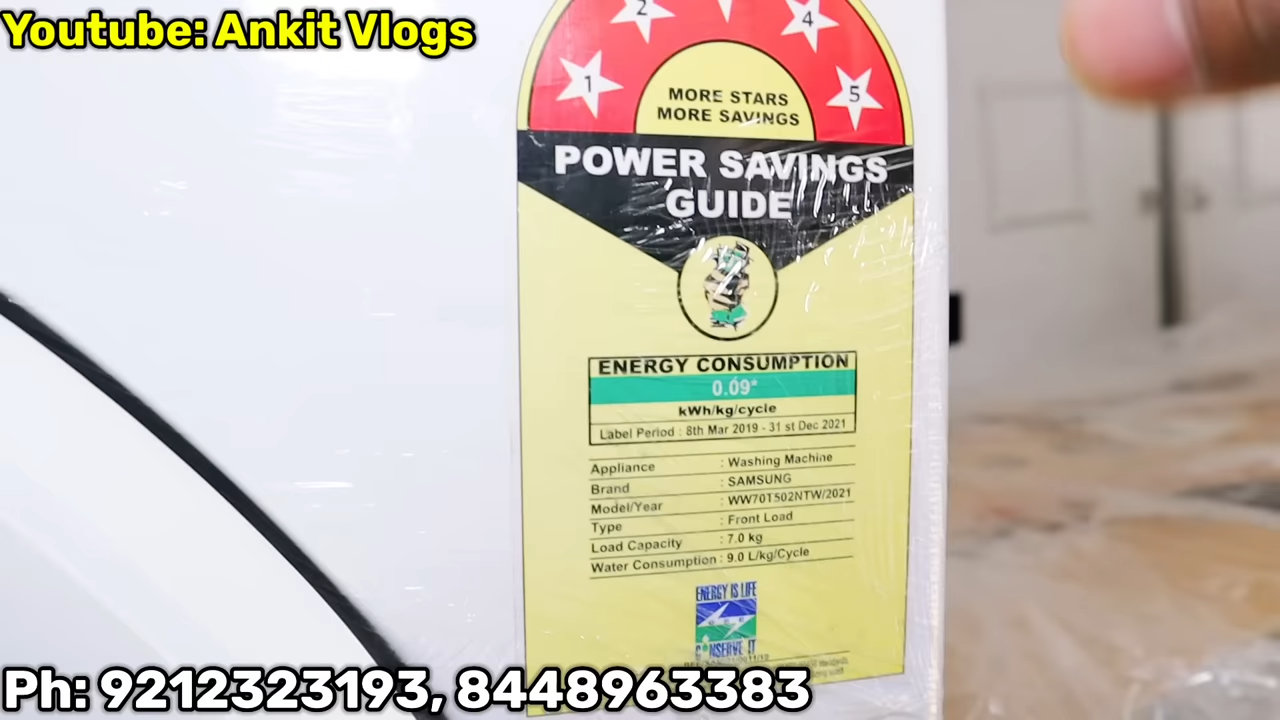 Youtube: Ankit Vlogs
2
4
1
5
MORE STARS
MORE SAVINGS
POWER SAVINGS
GUIDE
ENERGY CONSUMPTION
0.09*
kWh/kg/cycle
Label Period : 8th Mar 2019 - 31 st Dec 2021
Appliance : Washing Machine
Brand : SAMSUNG
Model/Year : WW70T502NTW/2021
Type : Front Load
Load Capacity : 7.0 kg
Water Consumption : 9.0 L/kg/Cycle
ENERGY IS LIFE
CONSERVE IT
Ph: 9212323193, 8448963383